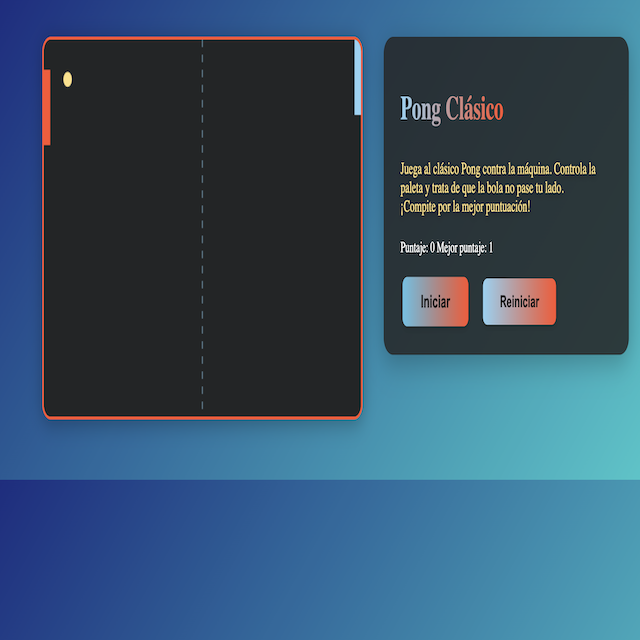 Pong Clásico
Juega al clásico Pong contra la máquina. Controla la
paleta y trata de que la bola no pase tu lado.
¡Compite por la mejor puntuación!
Puntaje: 0 Mejor puntaje: 1
Iniciar Reiniciar